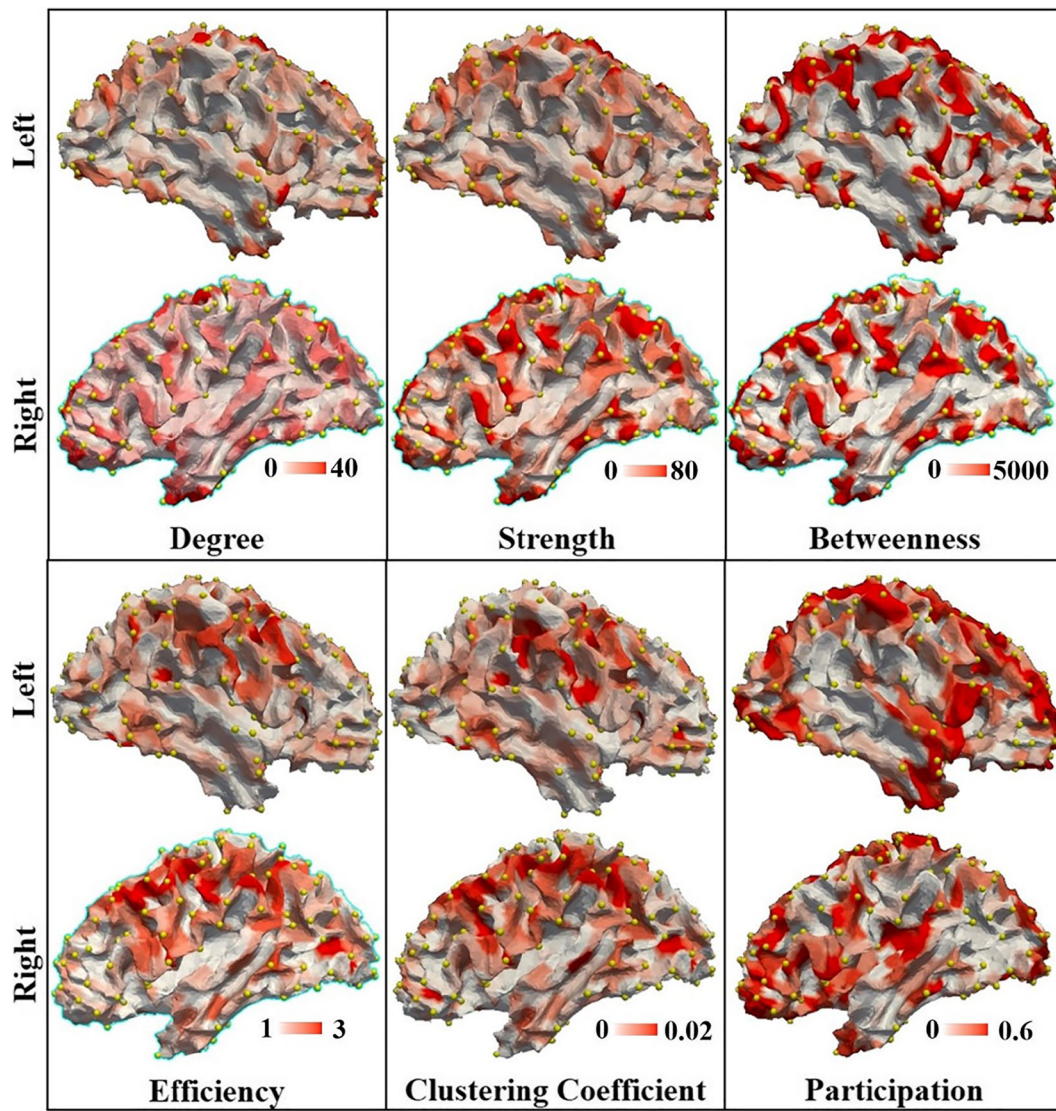 Left
Right
0 40
0 80
0 5000
Degree
Strength
Betweenness
Left
Right
1 3
0 0.02
0 0.6
Efficiency
Clustering Coefficient
Participation